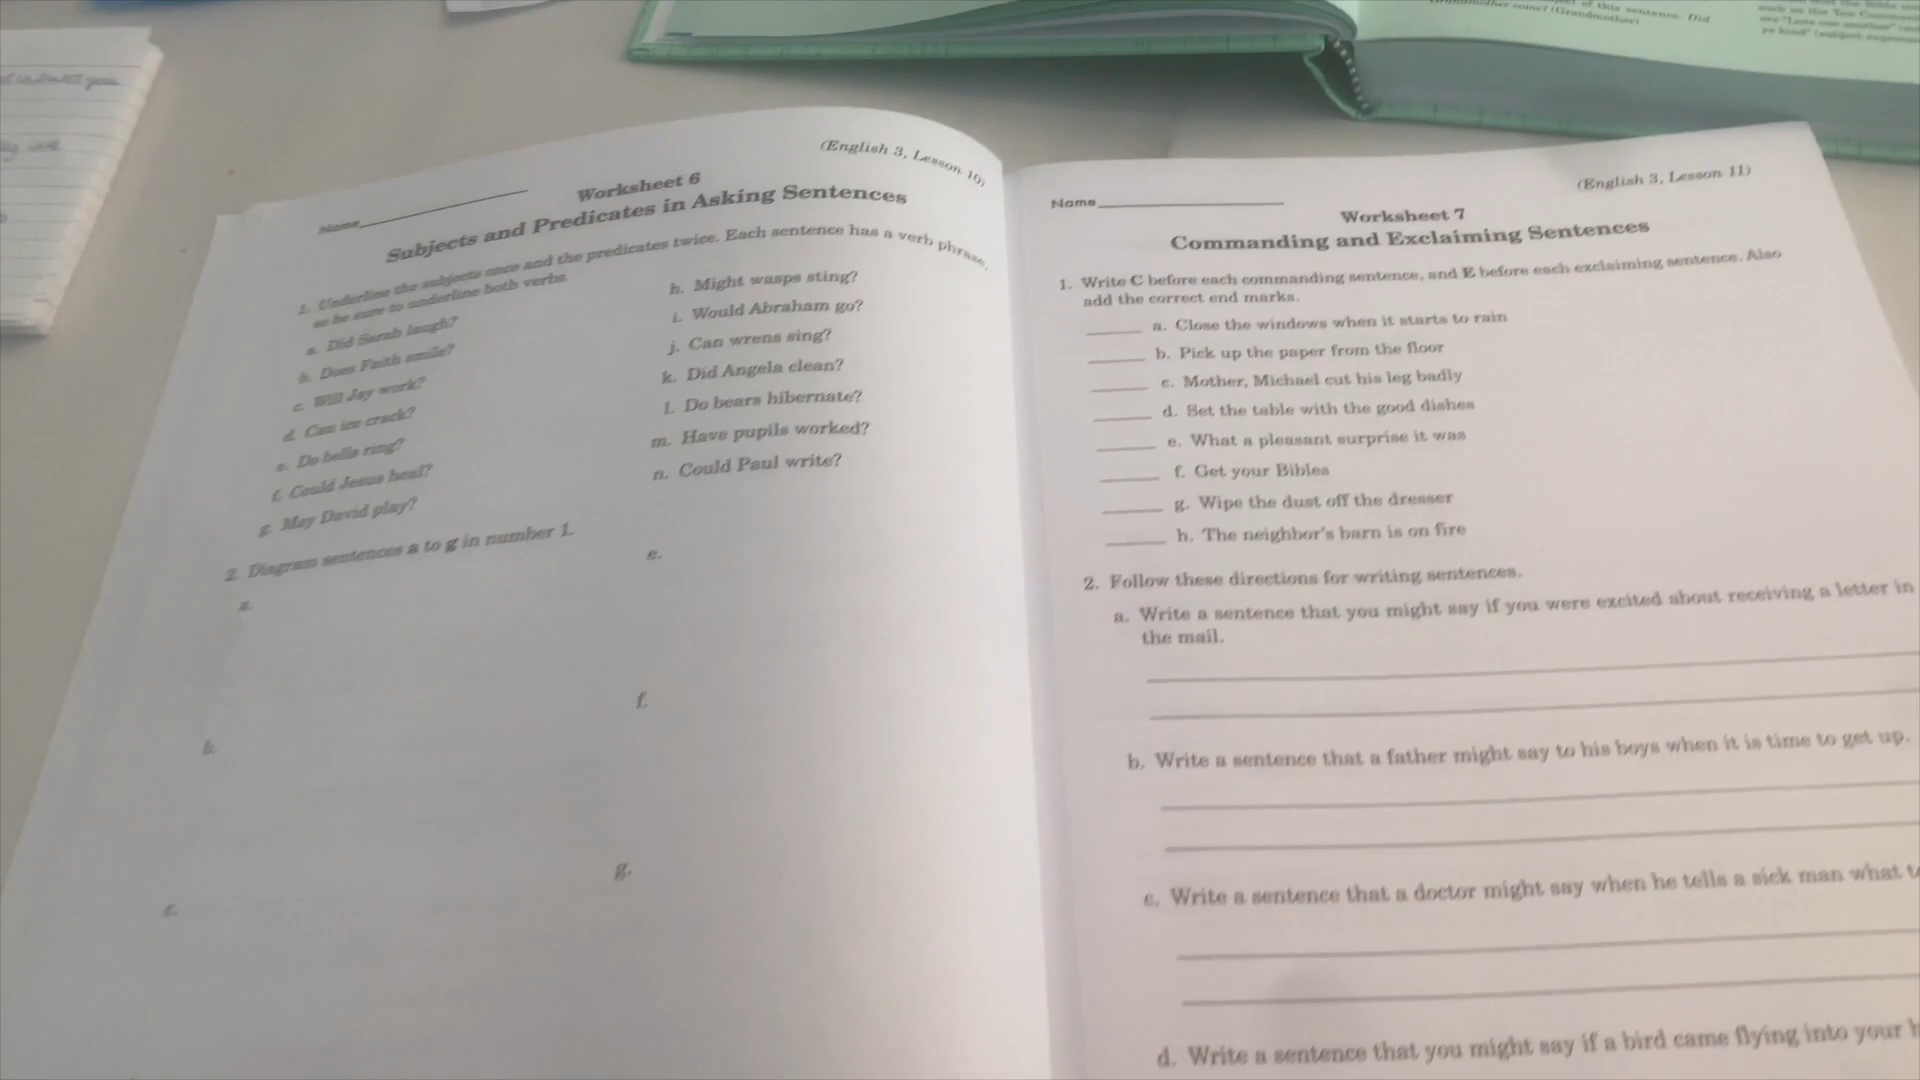 (English 3, Lesson 10)
Name
Worksheet 6
Subjects and Predicates in Asking Sentences
1. Underline the subjects once and the predicates twice. Each sentence has a verb phrase,
so be sure to underline both verbs.
a. Did Sarah laugh?
b. Does Faith smile?
c. Will Jay work?
d. Can ice crack?
e. Do bells ring?
f. Could Jesus heal?
g. May David play?
h. Might wasps sting?
i. Would Abraham go?
j. Can wrens sing?
k. Did Angela clean?
l. Do bears hibernate?
m. Have pupils worked?
n. Could Paul write?
2. Diagram sentences a to g in number 1.
a.
b.
c.
e.
f.
g.
(English 3, Lesson 11)
Name
Worksheet 7
Commanding and Exclaiming Sentences
1. Write C before each commanding sentence, and E before each exclaiming sentence. Also
add the correct end marks.
a. Close the windows when it starts to rain
b. Pick up the paper from the floor
c. Mother, Michael cut his leg badly
d. Set the table with the good dishes
e. What a pleasant surprise it was
f. Get your Bibles
g. Wipe the dust off the dresser
h. The neighbor's barn is on fire
2. Follow these directions for writing sentences.
a. Write a sentence that you might say if you were excited about receiving a letter in
the mail.
b. Write a sentence that a father might say to his boys when it is time to get up.
c. Write a sentence that a doctor might say when he tells a sick man what
d. Write a sentence that you might say if a bird came flying into your
of this sentence. Did
Grandmother come? (Grandmother)